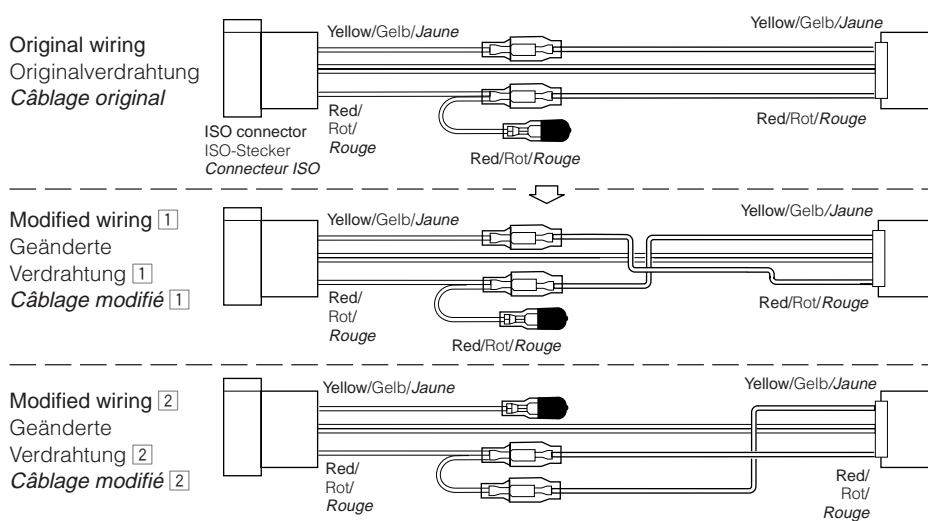 Original wiring
Originalverdrahtung
Câblage original
Yellow/Gelb/Jaune
Yellow/Gelb/Jaune
Red/
Rot/
Rouge
Red/Rot/Rouge
Red/Rot/Rouge
ISO connector
ISO-Stecker
Connecteur ISO
Modified wiring 1
Geänderte
Verdrahtung 1
Câblage modifié 1
Yellow/Gelb/Jaune
Yellow/Gelb/Jaune
Red/
Rot/
Rouge
Red/Rot/Rouge
Red/Rot/Rouge
Modified wiring 2
Geänderte
Verdrahtung 2
Câblage modifié 2
Yellow/Gelb/Jaune
Yellow/Gelb/Jaune
Red/
Rot/
Rouge
Red/
Rot/
Rouge